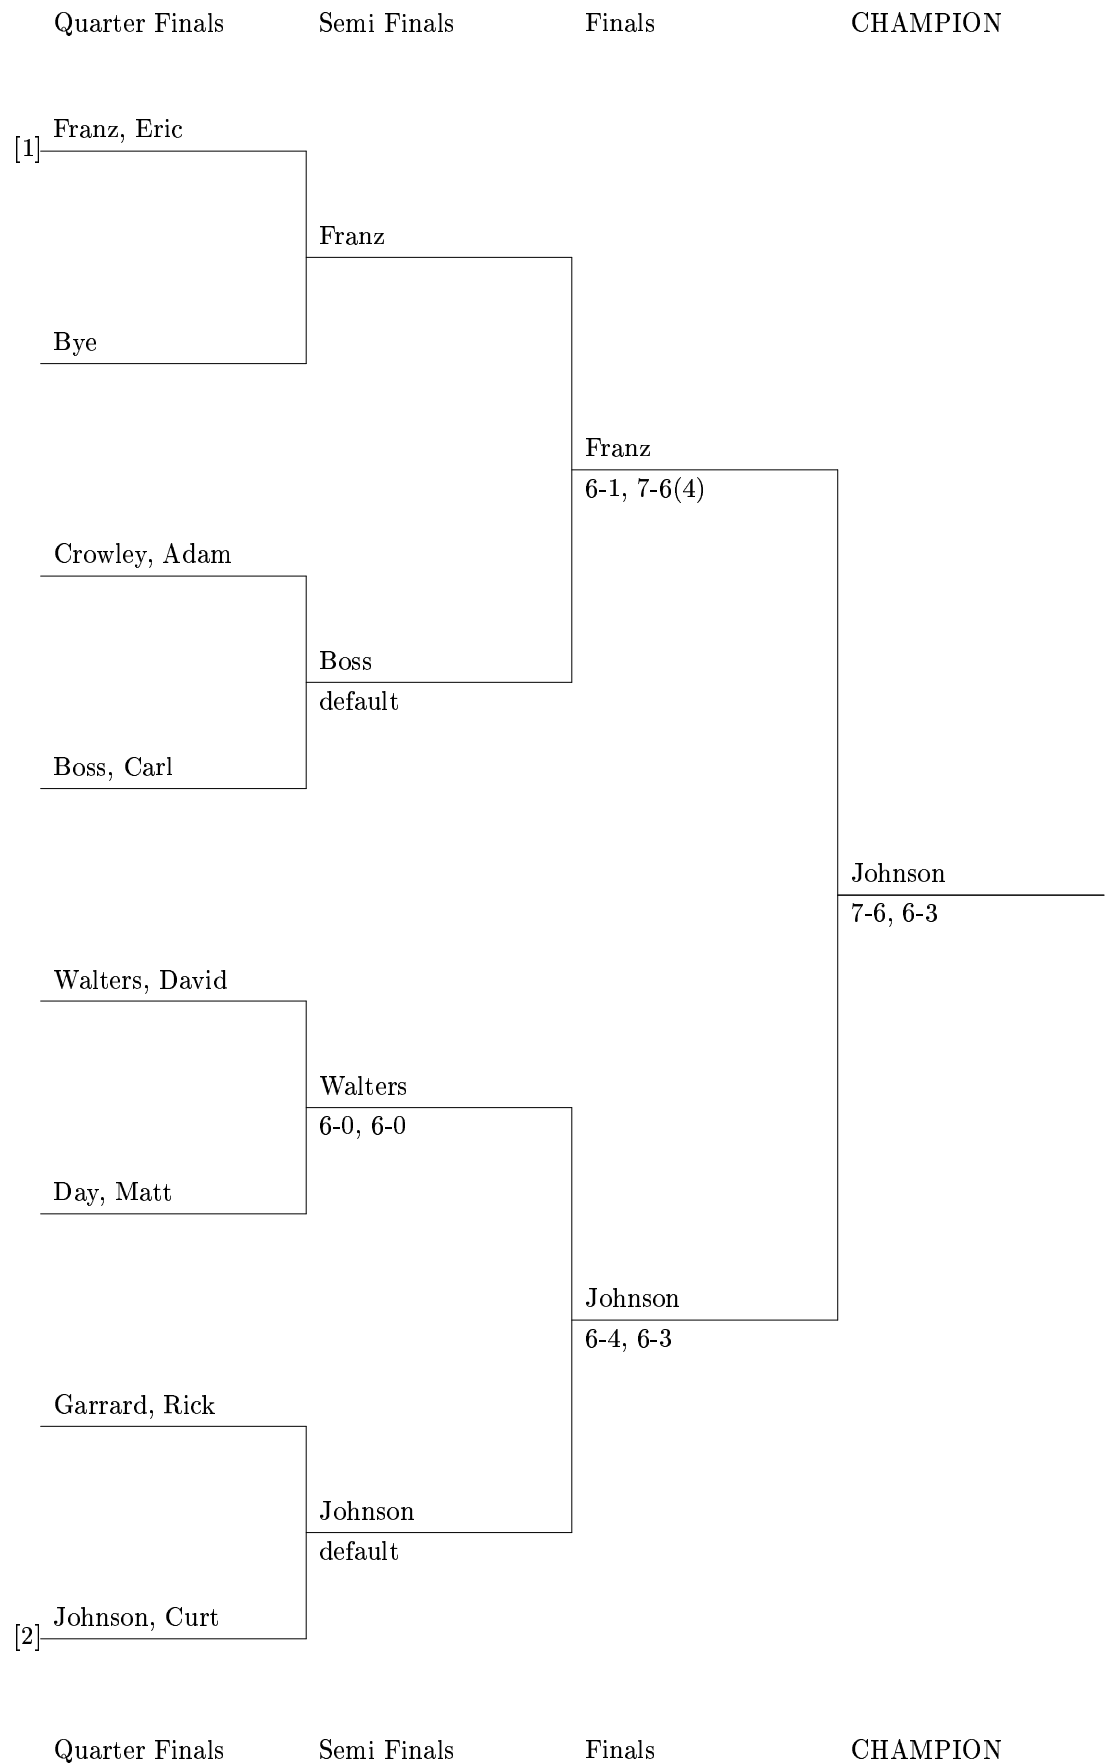 Quarter Finals Semi Finals Finals CHAMPION
Franz, Eric
[1]
Franz
Bye
Franz
6-1, 7-6(4)
Crowley, Adam
Boss
default
Boss, Carl
Johnson
7-6, 6-3
Walters, David
Walters
6-0, 6-0
Day, Matt
Johnson
6-4, 6-3
Garrard, Rick
Johnson
default
Johnson, Curt
[2]
Quarter Finals Semi Finals Finals CHAMPION